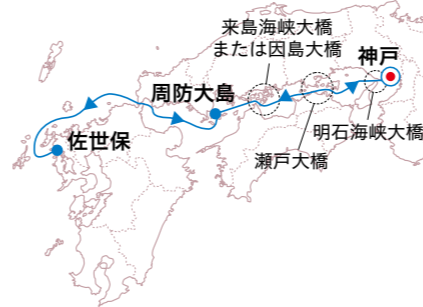 来島海峡大橋
または因島大橋
神戸
周防大島
明石海峡大橋
佐世保
瀬戸大橋